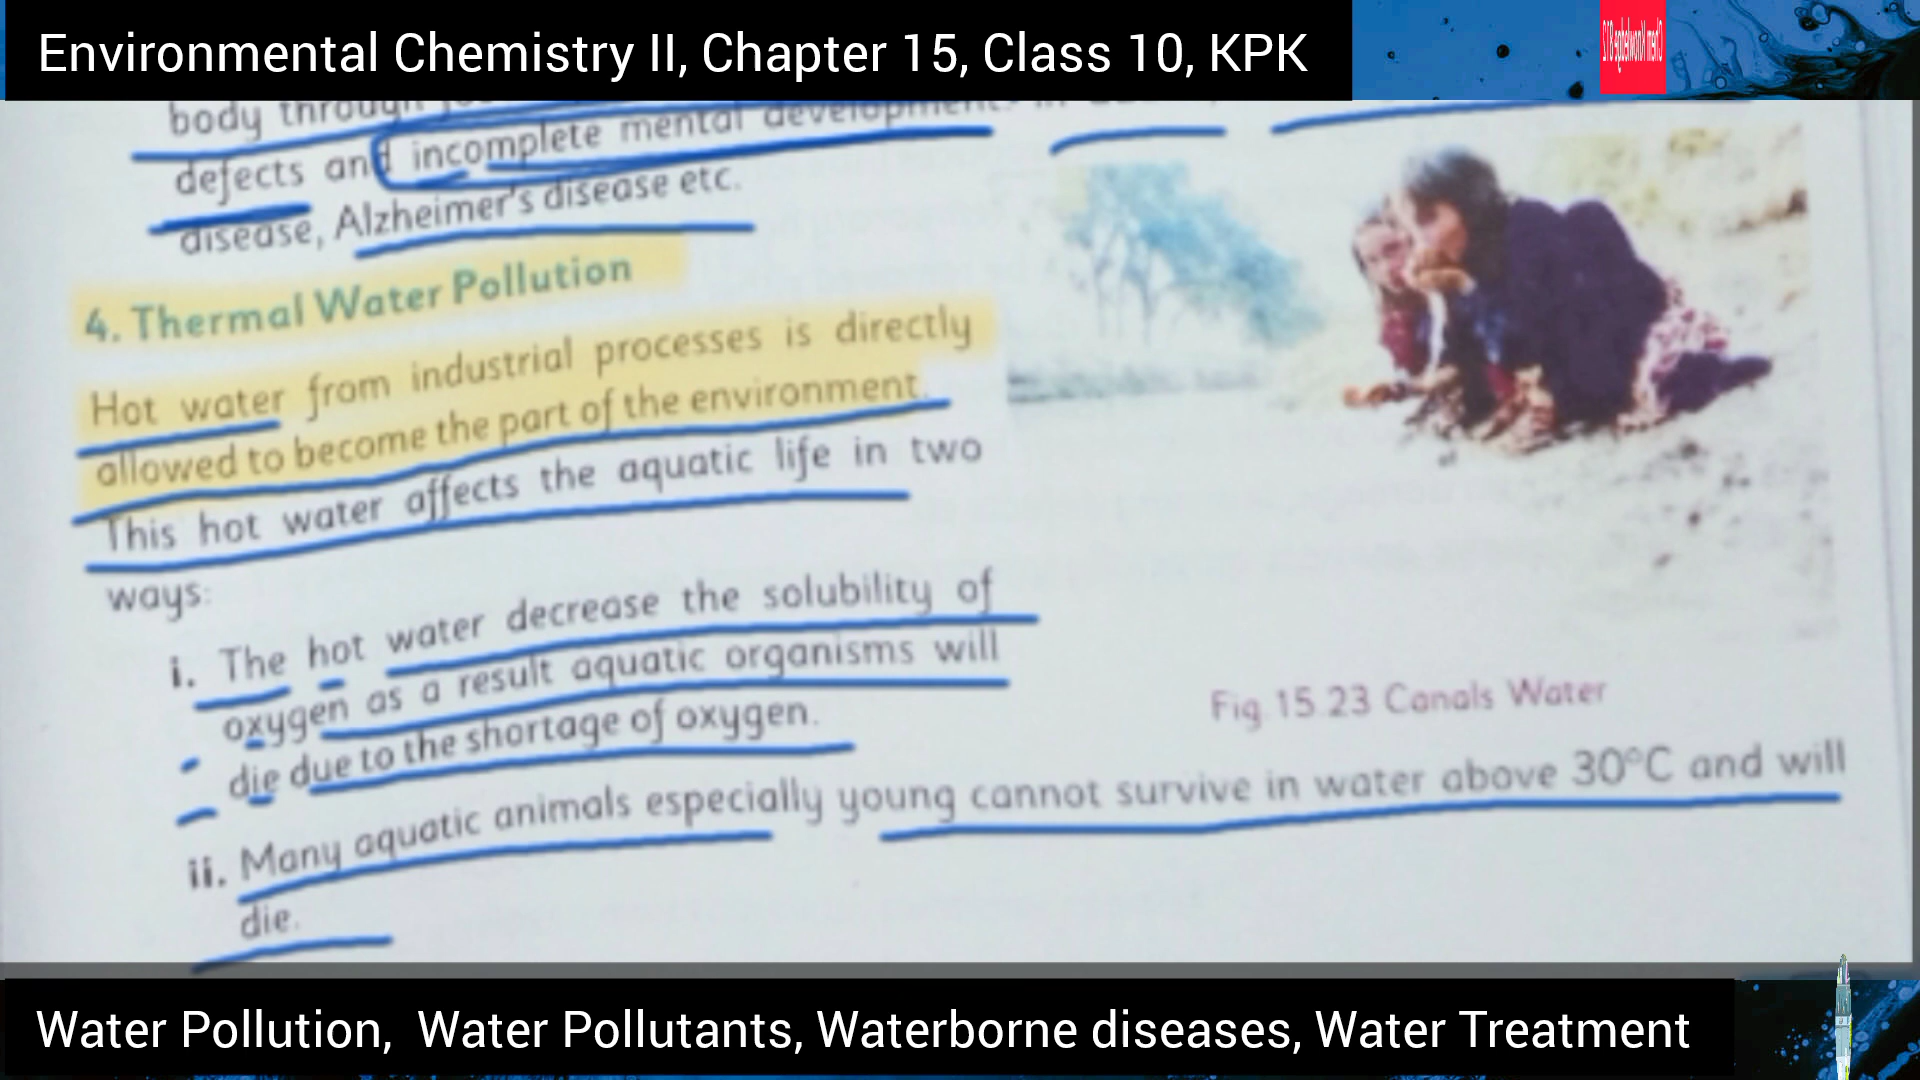 Environmental Chemistry II, Chapter 15, Class 10, KPK
body through
defects and incomplete mental development.
disease, Alzheimer's disease etc.
4. Thermal Water Pollution
Hot water from industrial processes is directly
allowed to become the part of the environment.
This hot water affects the aquatic life in two
ways:
i. The hot water decrease the solubility of
oxygen as a result aquatic organisms will
die due to the shortage of oxygen.
Fig 15.23 Canals Water
ii. Many aquatic animals especially young cannot survive in water above 30°C and will
die.
Water Pollution, Water Pollutants, Waterborne diseases, Water Treatment